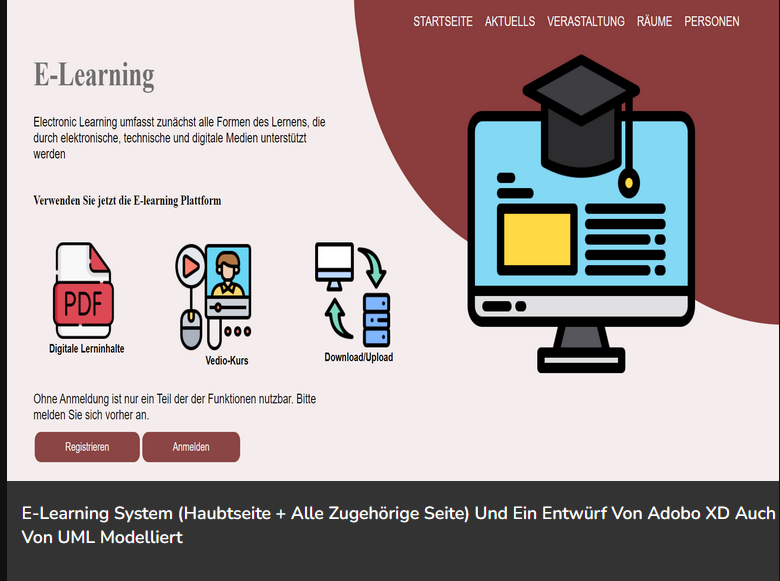 STARTSEITE AKTUELLS VERASTALTUNG RÄUME PERSONEN
E-Learning
Electronic Learning umfasst zunächst alle Formen des Lernens, die
durch elektronische, technische und digitale Medien unterstützt
werden
Verwenden Sie jetzt die E-learning Plattform
PDF
Digitale Lerninhalte
Vedio-Kurs
Download/Upload
Ohne Anmeldung ist nur ein Teil der der Funktionen nutzbar. Bitte
melden Sie sich vorher an.
Registrieren Anmelden
E-Learning System (Haubtseite + Alle Zugehörige Seite) Und Ein Entwürf Von Adobo XD Auch
Von UML Modelliert